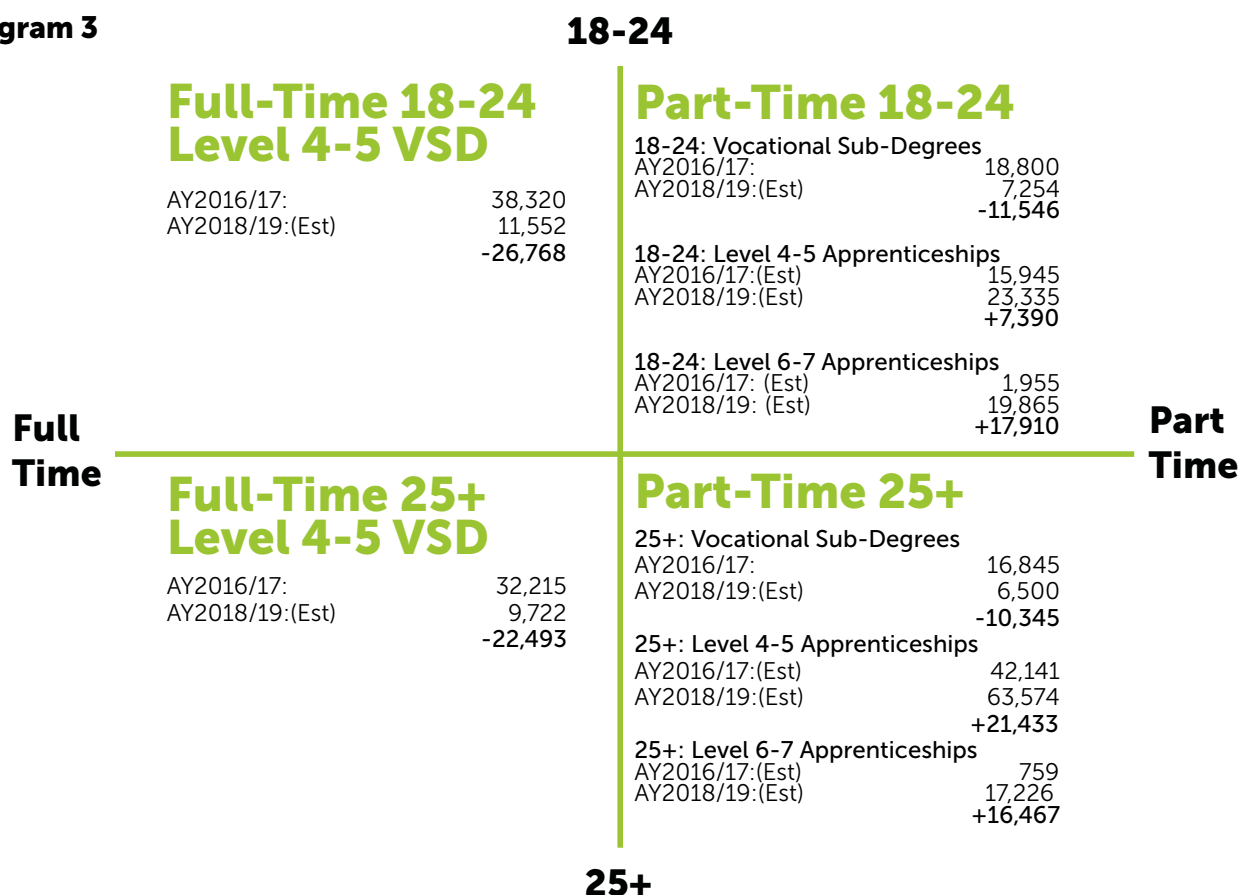 gram 3
18-24
Full-Time 18-24
Level 4-5 VSD
AY2016/17: 38,320
AY2018/19:(Est) 11,552
-26,768
Part-Time 18-24
18-24: Vocational Sub-Degrees
AY2016/17: 18,800
AY2018/19:(Est) 7,254
-11,546
18-24: Level 4-5 Apprenticeships
AY2016/17:(Est) 15,945
AY2018/19:(Est) 23,335
+7,390
18-24: Level 6-7 Apprenticeships
AY2016/17: (Est) 1,955
AY2018/19: (Est) 19,865
+17,910
Full
Time
Part
Time
Full-Time 25+
Level 4-5 VSD
AY2016/17: 32,215
AY2018/19:(Est) 9,722
-22,493
Part-Time 25+
25+: Vocational Sub-Degrees
AY2016/17: 16,845
AY2018/19:(Est) 6,500
-10,345
25+: Level 4-5 Apprenticeships
AY2016/17:(Est) 42,141
AY2018/19:(Est) 63,574
+21,433
25+: Level 6-7 Apprenticeships
AY2016/17:(Est) 759
AY2018/19:(Est) 17,226
+16,467
25+